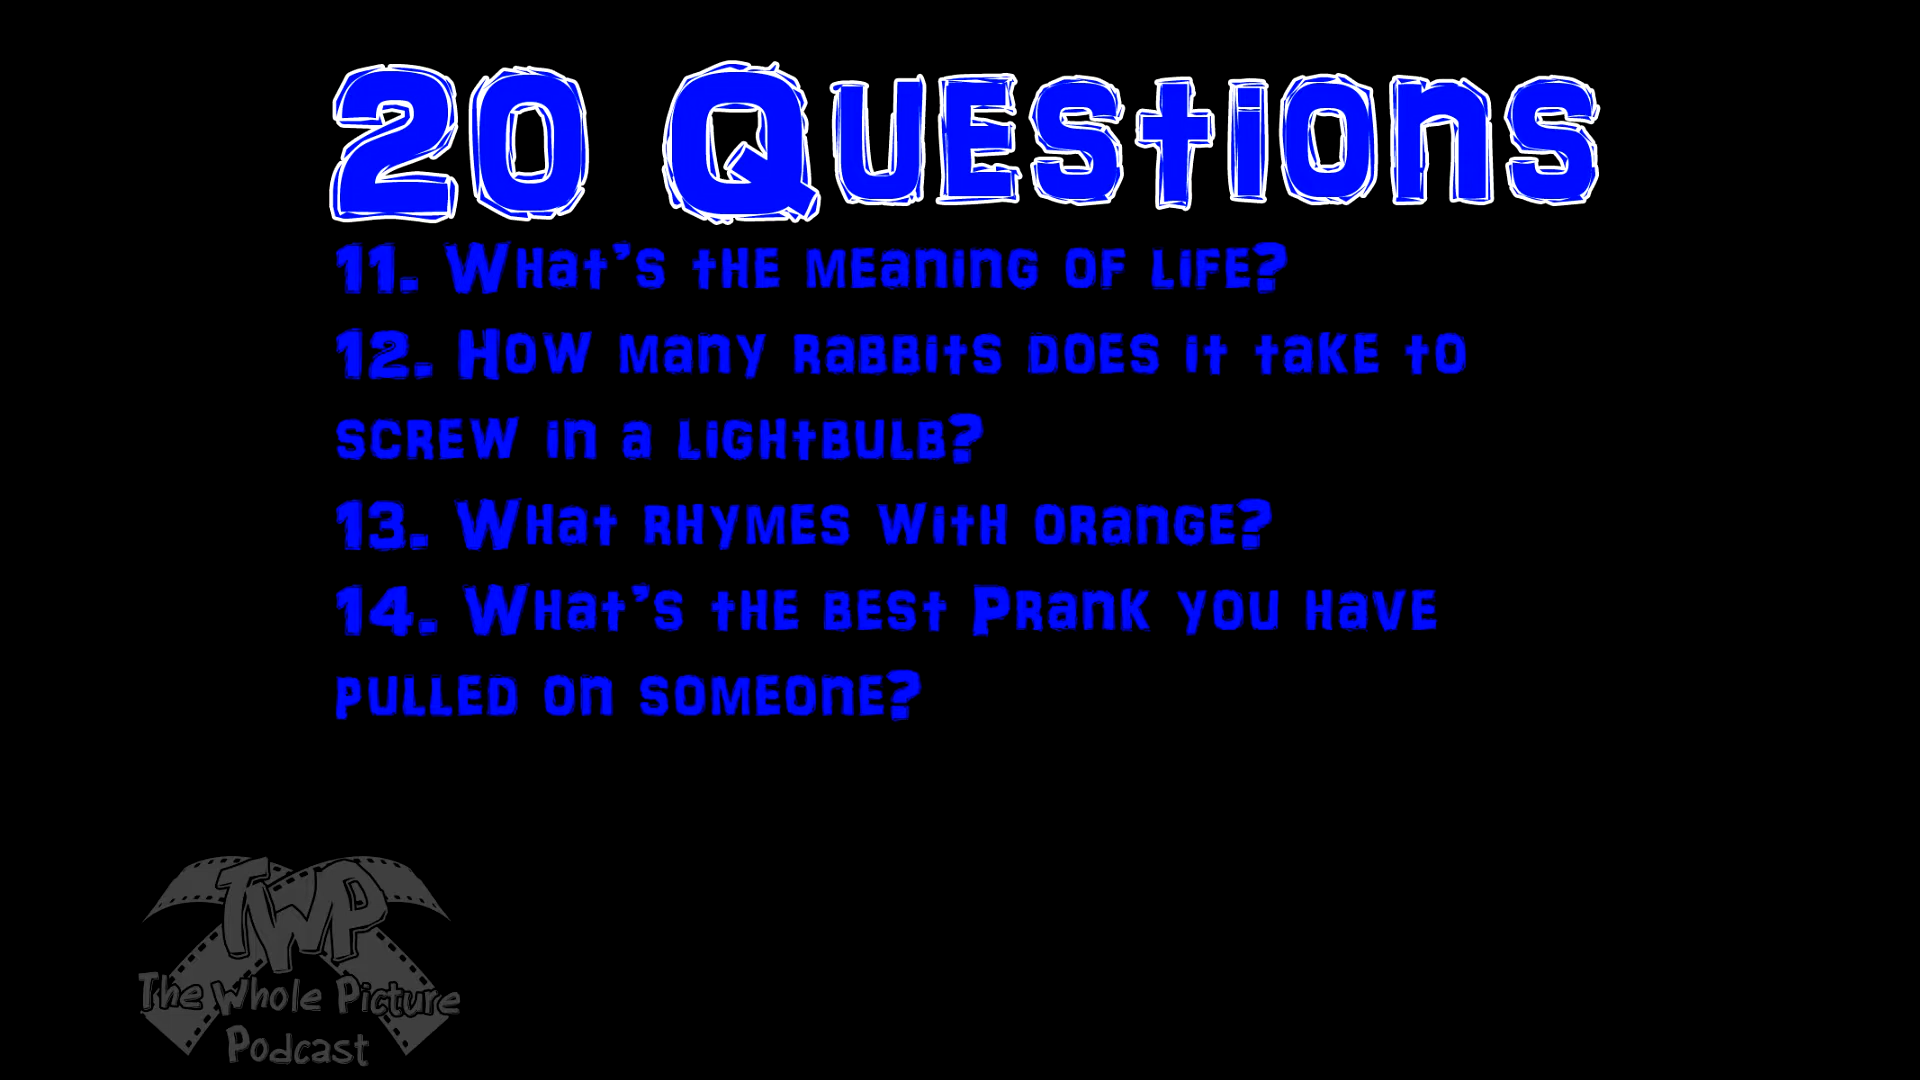 20 Questions
11. What's the meaning of life?
12. How many rabbits does it take to
screw in a lightbulb?
13. What rhymes with orange?
14. What's the best Prank you have
pulled on someone?
TWP
The Whole Picture
Podcast